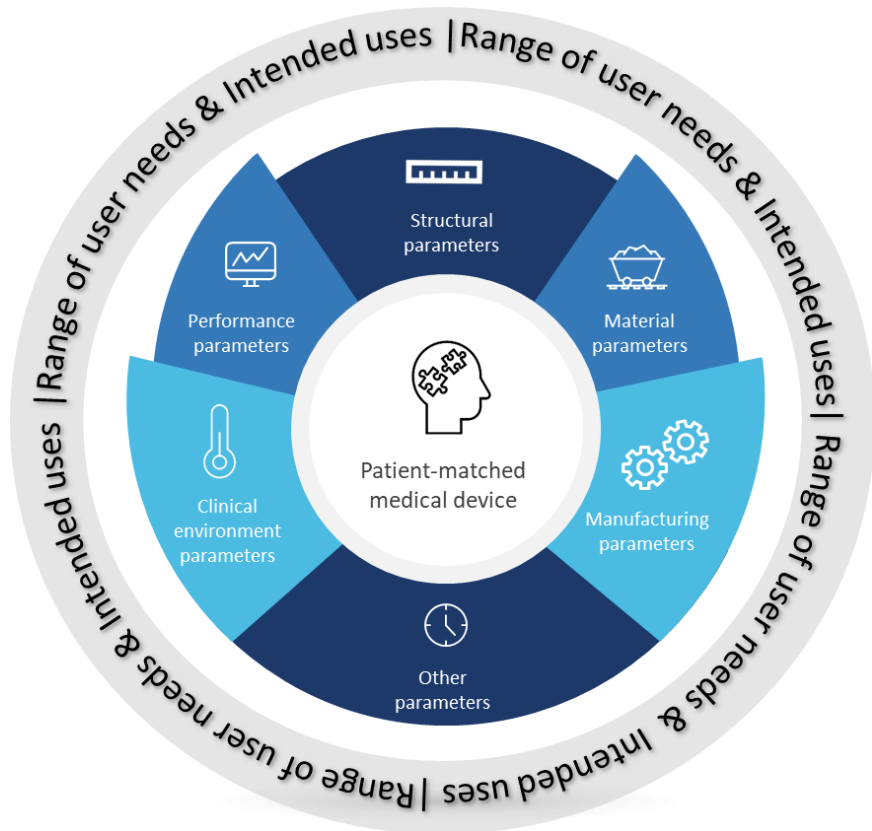 Range of user needs & Intended uses |Range of user needs & Intended uses| Range of user needs & Intended uses |Range of user needs & Intended uses |
Structural
parameters
Performance
parameters
Material
parameters
Clinical
environment
parameters
Patient-matched
medical device
Manufacturing
parameters
Other
parameters